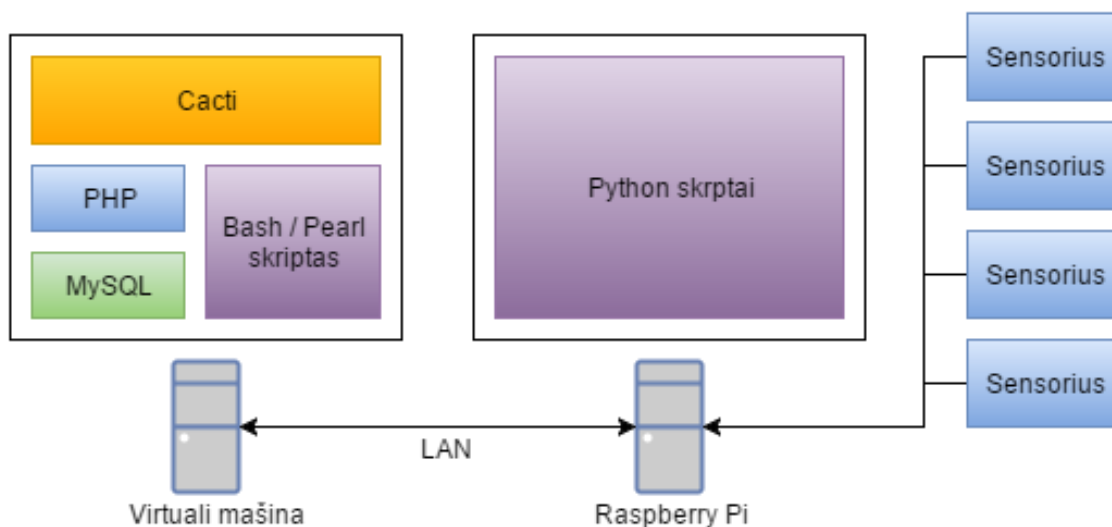 Cacti
PHP
MySQL
Bash / Pearl
skriptas
Python skrptai
Sensorius
Sensorius
Sensorius
Sensorius
LAN
Virtuali mašina
Raspberry Pi